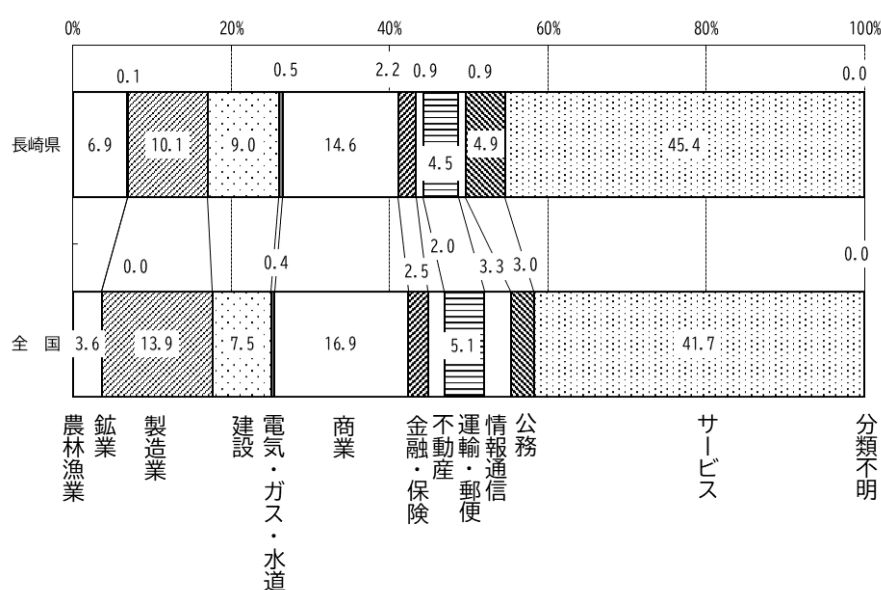 0% 20% 40% 60% 80% 100%
0.1 0.5 2.2 0.9 0.9 0.0
長崎県 6.9 10.1 9.0 14.6 4.5 4.9 45.4
0.0 0.4 2.5 2.0 3.3 3.0 0.0
全 国 3.6 13.9 7.5 16.9 5.1 41.7
農林漁業
鉱業
製造業
建設
電気・ガス・水道
商業
金融・保険
不動産
運輸・郵便
情報通信
公務
サービス
分類不明